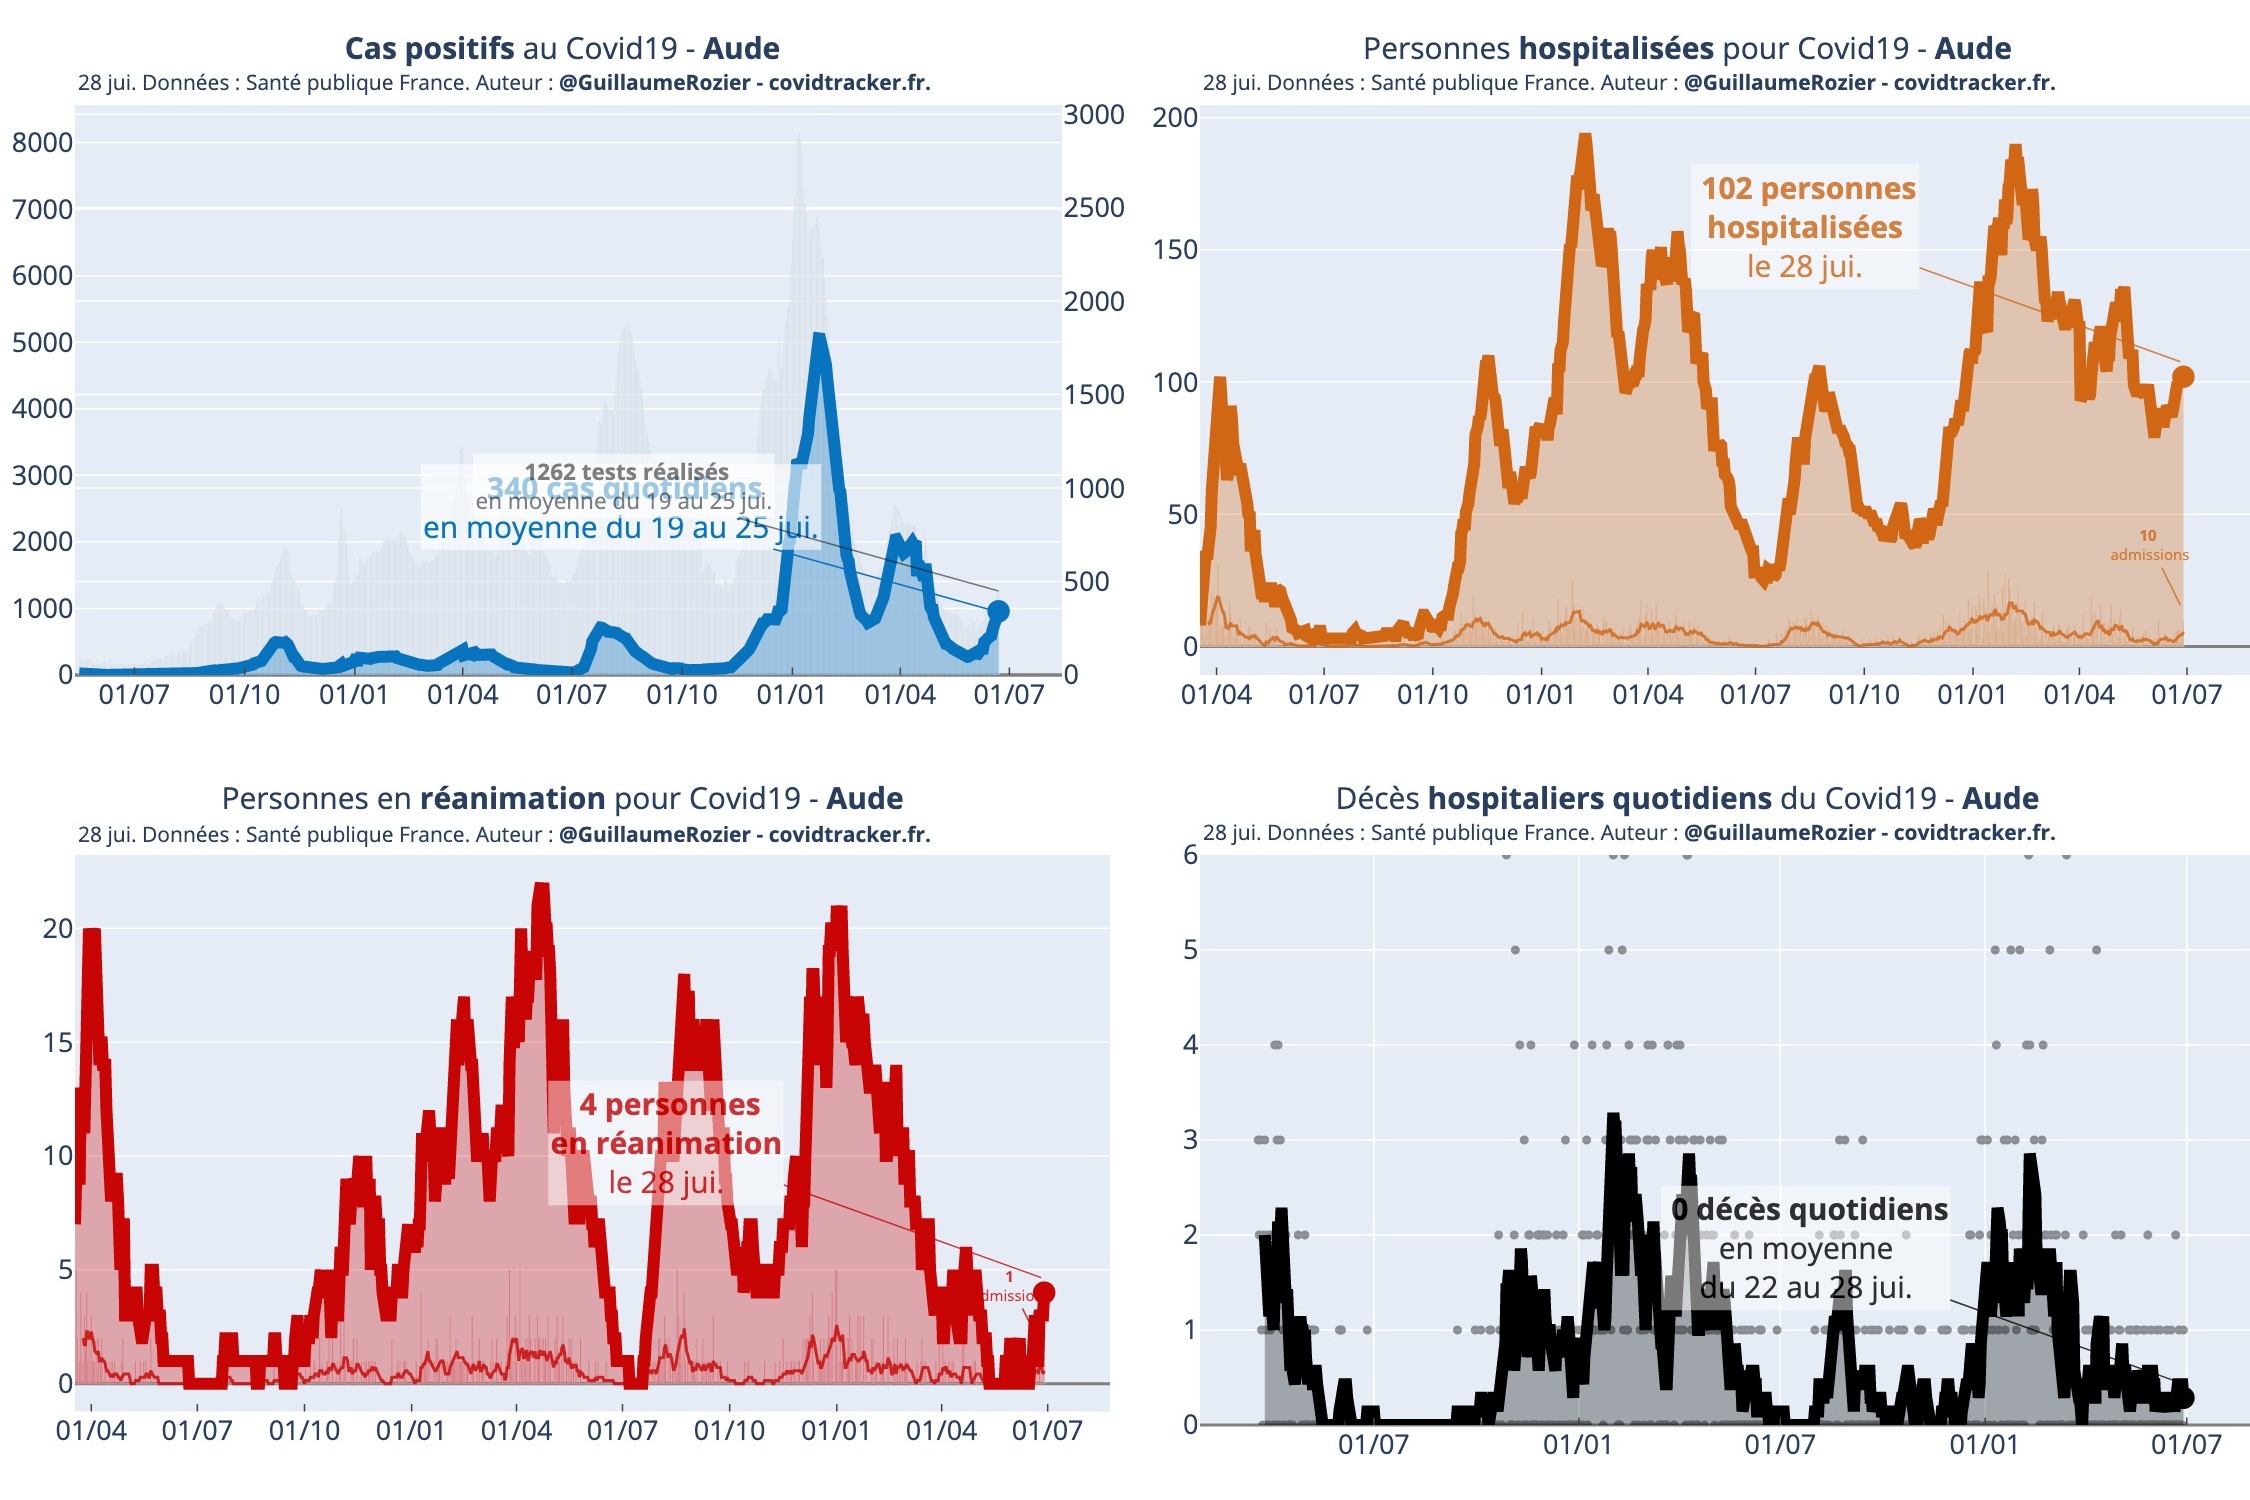 Cas positifs au Covid19 - Aude
28 jui. Données : Santé publique France. Auteur : @GuillaumeRozier - covidtracker.fr.
8000
7000
6000
5000
4000
3000
2000
1000
0
3000
2500
2000
1500
1000
500
0
1262 tests réalisés
en moyenne du 19 au 25 jui.
340 cas quotidiens
en moyenne du 19 au 25 jui.
01/07 01/10 01/01 01/04 01/07 01/10 01/01 01/04 01/07
Personnes hospitalisées pour Covid19 - Aude
28 jui. Données : Santé publique France. Auteur : @GuillaumeRozier - covidtracker.fr.
200
150
100
50
0
102 personnes
hospitalisées
le 28 jui.
10
admissions
01/04 01/07 01/10 01/01 01/04 01/07 01/10 01/01 01/04 01/07
Personnes en réanimation pour Covid19 - Aude
28 jui. Données : Santé publique France. Auteur : @GuillaumeRozier - covidtracker.fr.
20
15
10
5
0
4 personnes
en réanimation
le 28 jui.
1
dmissio
01/04 01/07 01/10 01/01 01/04 01/07 01/10 01/01 01/04 01/07
Décès hospitaliers quotidiens du Covid19 - Aude
28 jui. Données : Santé publique France. Auteur : @GuillaumeRozier - covidtracker.fr.
6
5
4
3
2
1
0
0 décès quotidiens
en moyenne
du 22 au 28 jui.
01/07 01/01 01/07 01/01 01/07